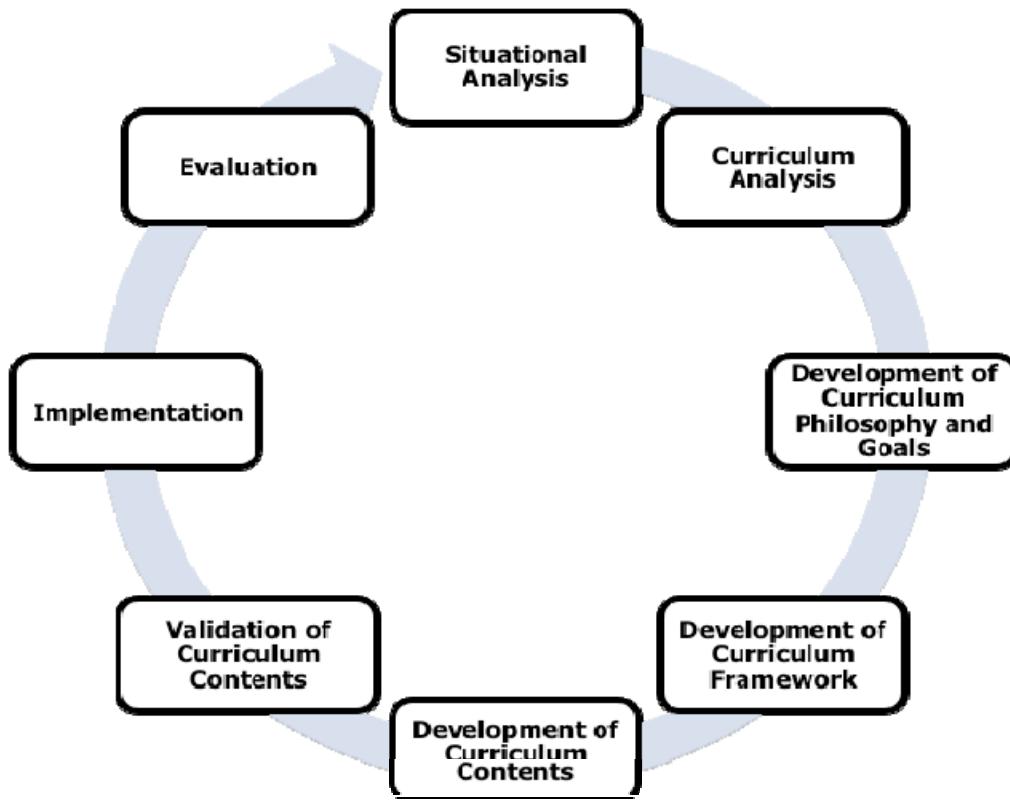 Situational
Analysis
Curriculum
Analysis
Development of
Curriculum
Philosophy and
Goals
Development of
Curriculum
Framework
Development of
Curriculum
Contents
Validation of
Curriculum
Contents
Implementation
Evaluation